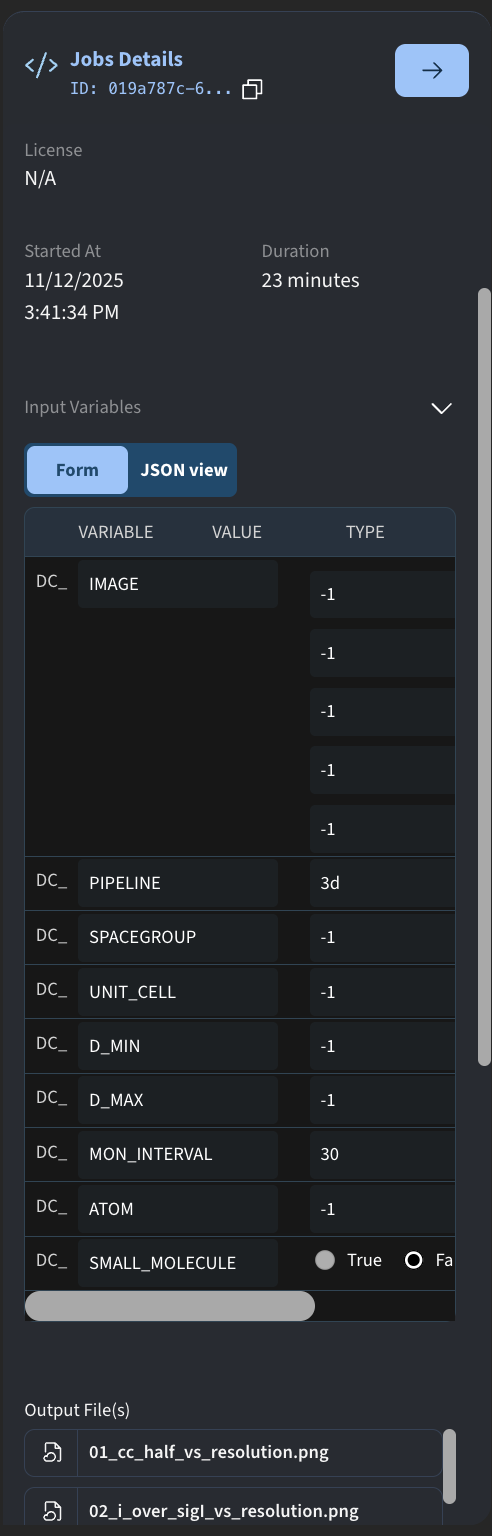 </> Jobs Details
ID: 019a787c-6...
License
N/A
Started At Duration
11/12/2025 23 minutes
3:41:34 PM
Input Variables
Form JSON view
VARIABLE VALUE TYPE
DC_ IMAGE -1
-1
-1
-1
-1
DC_ PIPELINE 3d
DC_ SPACEGROUP -1
DC_ UNIT_CELL -1
DC_ D_MIN -1
DC_ D_MAX -1
DC_ MON_INTERVAL 30
DC_ ATOM -1
DC_ SMALL_MOLECULE True Fa
Output File(s)
01_cc_half_vs_resolution.png
02_i_over_sigI_vs_resolution.png